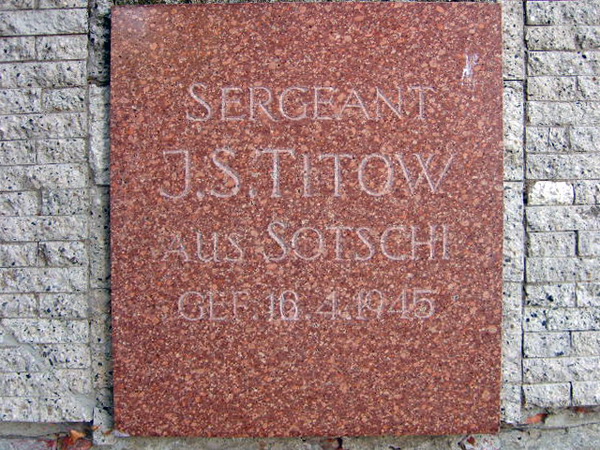 SERGEANT
J.S. TITOW
AUS SOTSCHI
GEF. 16.4.1945